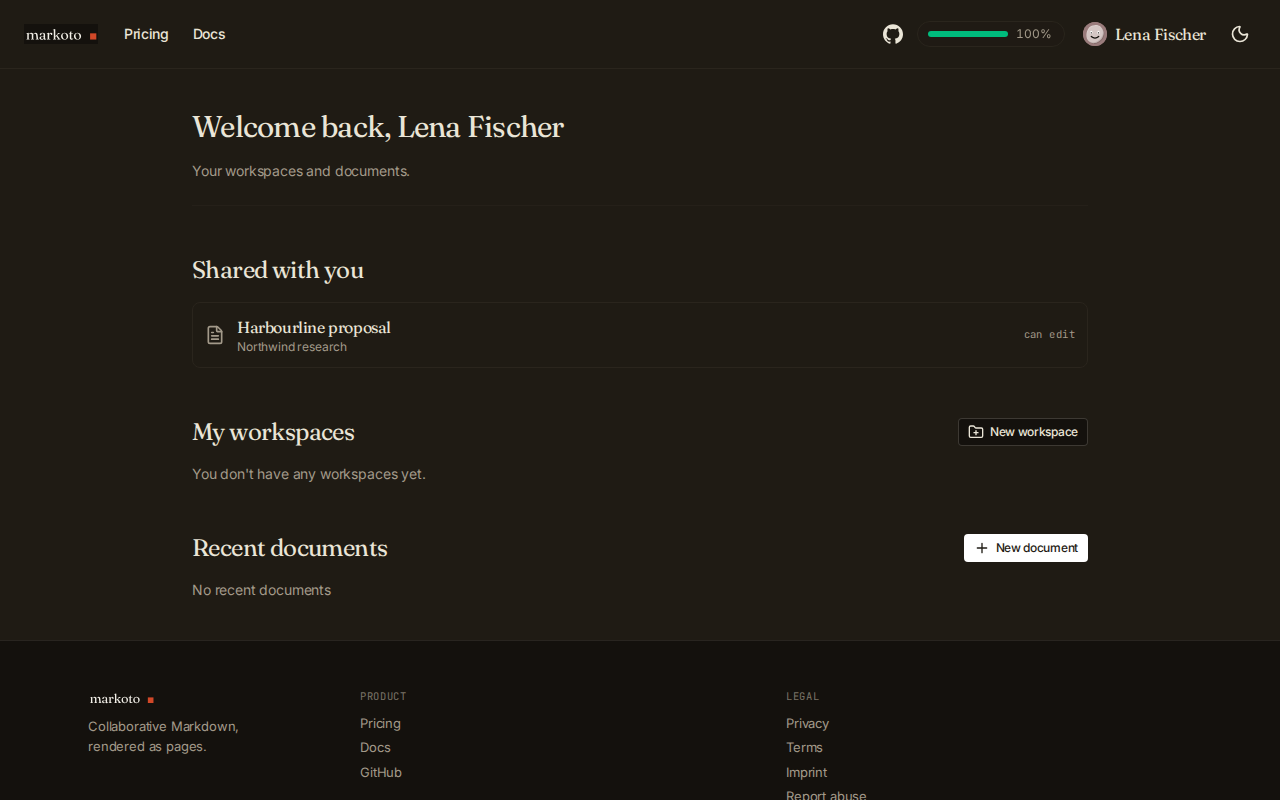 markoto
Pricing
Docs
100%
Lena Fischer
Welcome back, Lena Fischer
Your workspaces and documents.
Shared with you
Harbourline proposal
Northwind research
can edit
My workspaces
New workspace
You don't have any workspaces yet.
Recent documents
New document
No recent documents
markoto
Collaborative Markdown,
rendered as pages.
PRODUCT
Pricing
Docs
GitHub
LEGAL
Privacy
Terms
Imprint
Report abuse